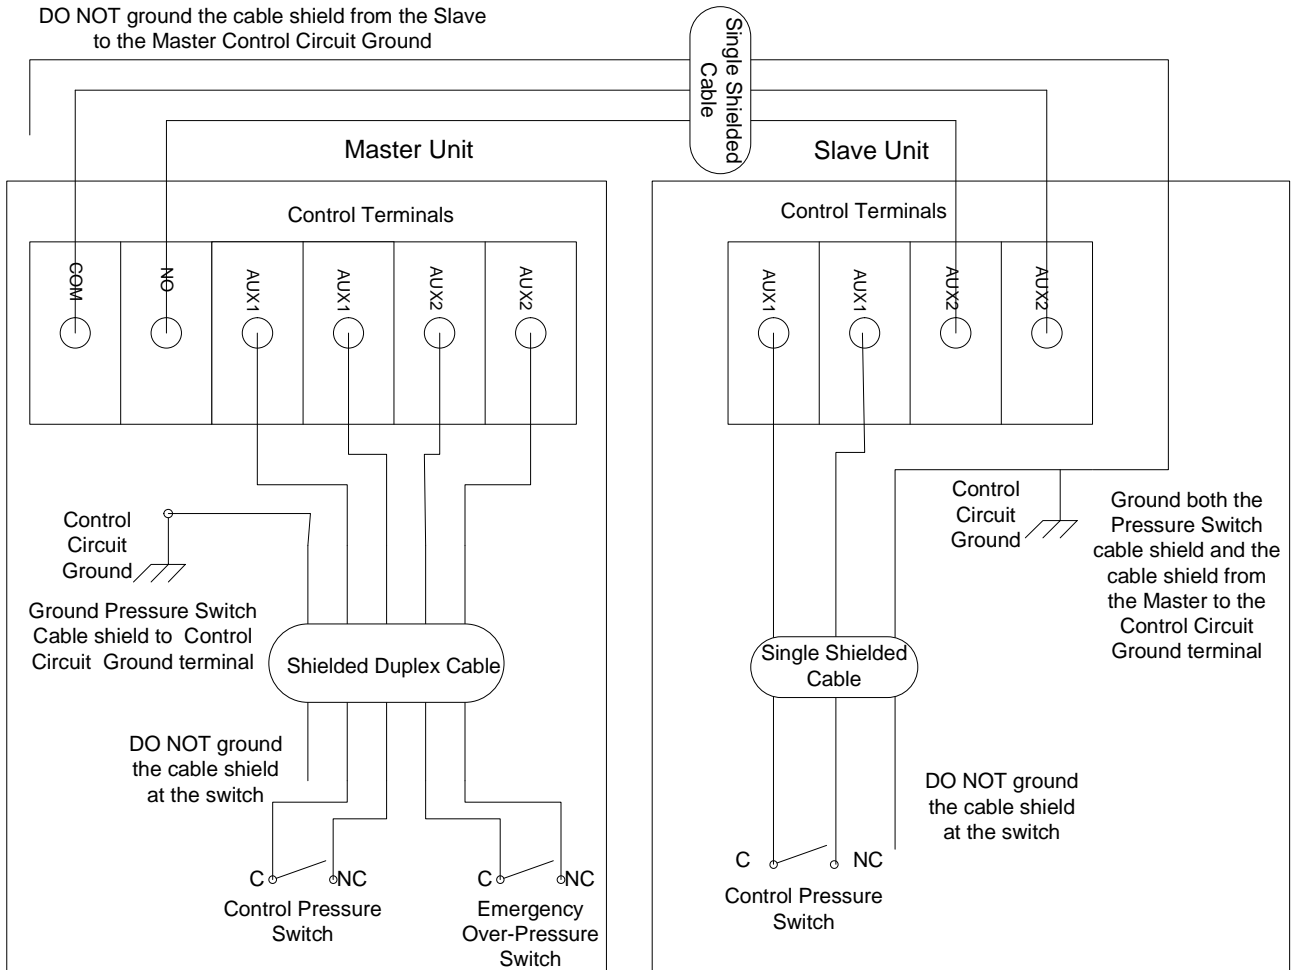 DO NOT ground the cable shield from the Slave
to the Master Control Circuit Ground
Single Shielded
Cable
Master Unit
Slave Unit
Control Terminals
COM
NO
AUX1
AUX1
AUX2
AUX2
Control Terminals
AUX1
AUX1
AUX2
AUX2
Control
Circuit
Ground
Ground Pressure Switch
Cable shield to Control
Circuit Ground terminal
Shielded Duplex Cable
DO NOT ground
the cable shield
at the switch
C
NC
Control Pressure
Switch
C
NC
Emergency
Over-Pressure
Switch
Control
Circuit
Ground
Ground both the
Pressure Switch
cable shield and the
cable shield from
the Master to the
Control Circuit
Ground terminal
Single Shielded
Cable
DO NOT ground
the cable shield
at the switch
C
NC
Control Pressure
Switch